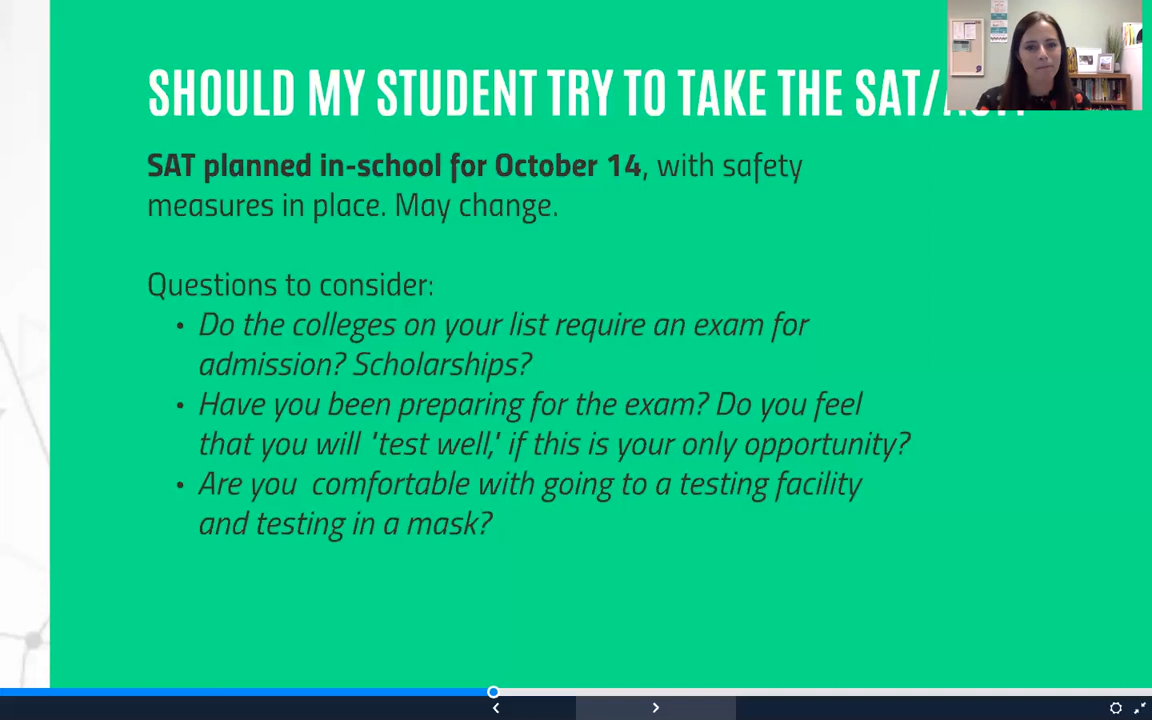 SHOULD MY STUDENT TRY TO TAKE THE SAT/
SAT planned in-school for October 14, with safety
measures in place. May change.
Questions to consider:
• Do the colleges on your list require an exam for
admission? Scholarships?
• Have you been preparing for the exam? Do you feel
that you will 'test well,' if this is your only opportunity?
• Are you  comfortable with going to a testing facility
and testing in a mask?